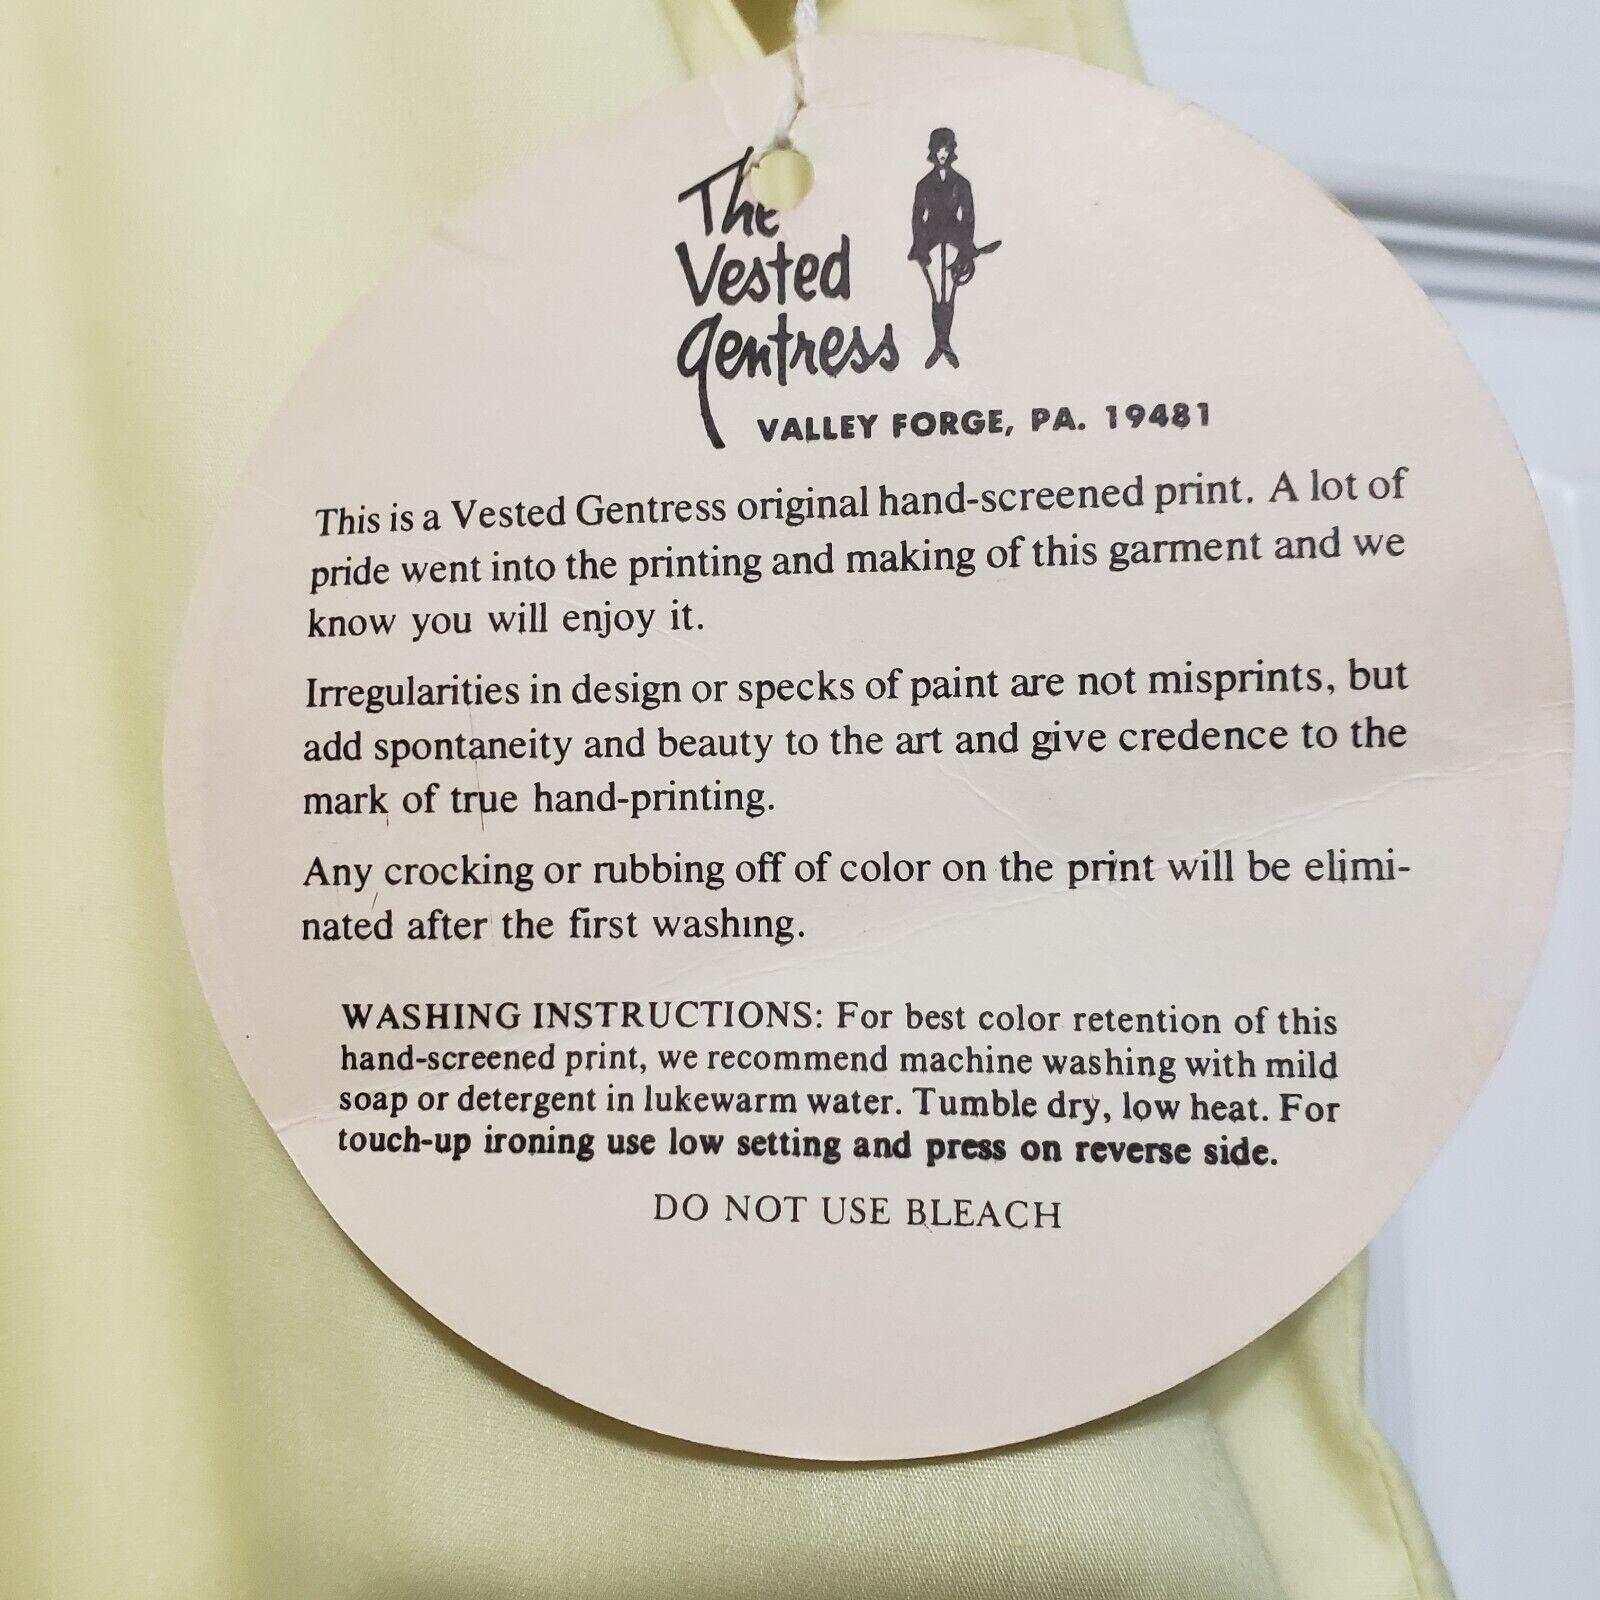 The
Vested
Gentress
VALLEY FORGE, PA. 19481
This is a Vested Gentress original hand-screened print. A lot of
pride went into the printing and making of this garment and we
know you will enjoy it.
Irregularities in design or specks of paint are not misprints, but
add spontaneity and beauty to the art and give credence to the
mark of true hand-printing.
Any crocking or rubbing off of color on the print will be elimi-
nated after the first washing.
WASHING INSTRUCTIONS: For best color retention of this
hand-screened print, we recommend machine washing with mild
soap or detergent in lukewarm water. Tumble dry, low heat. For
touch-up ironing use low setting and press on reverse side.
DO NOT USE BLEACH